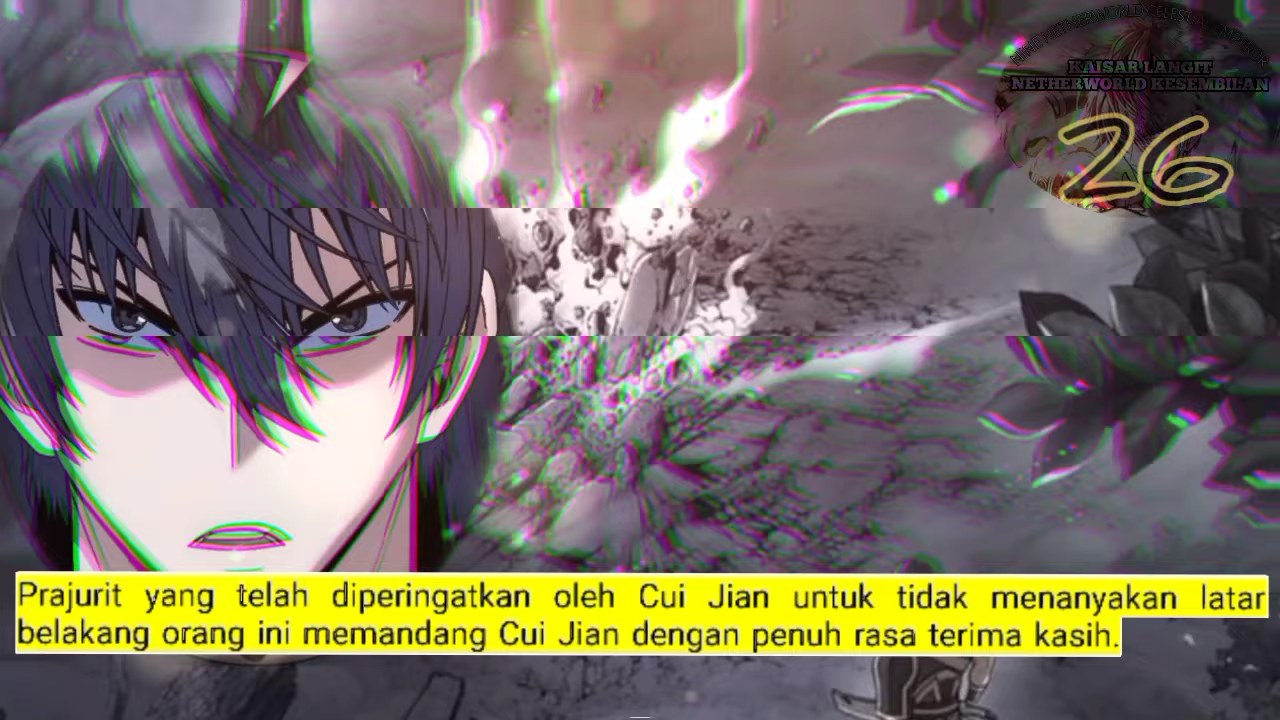 KAISAR LANGIT
NETHERWORLD KESEMBILAN
26
Prajurit yang telah diperingatkan oleh Cui Jian untuk tidak menanyakan latar
belakang orang ini memandang Cui Jian dengan penuh rasa terima kasih.